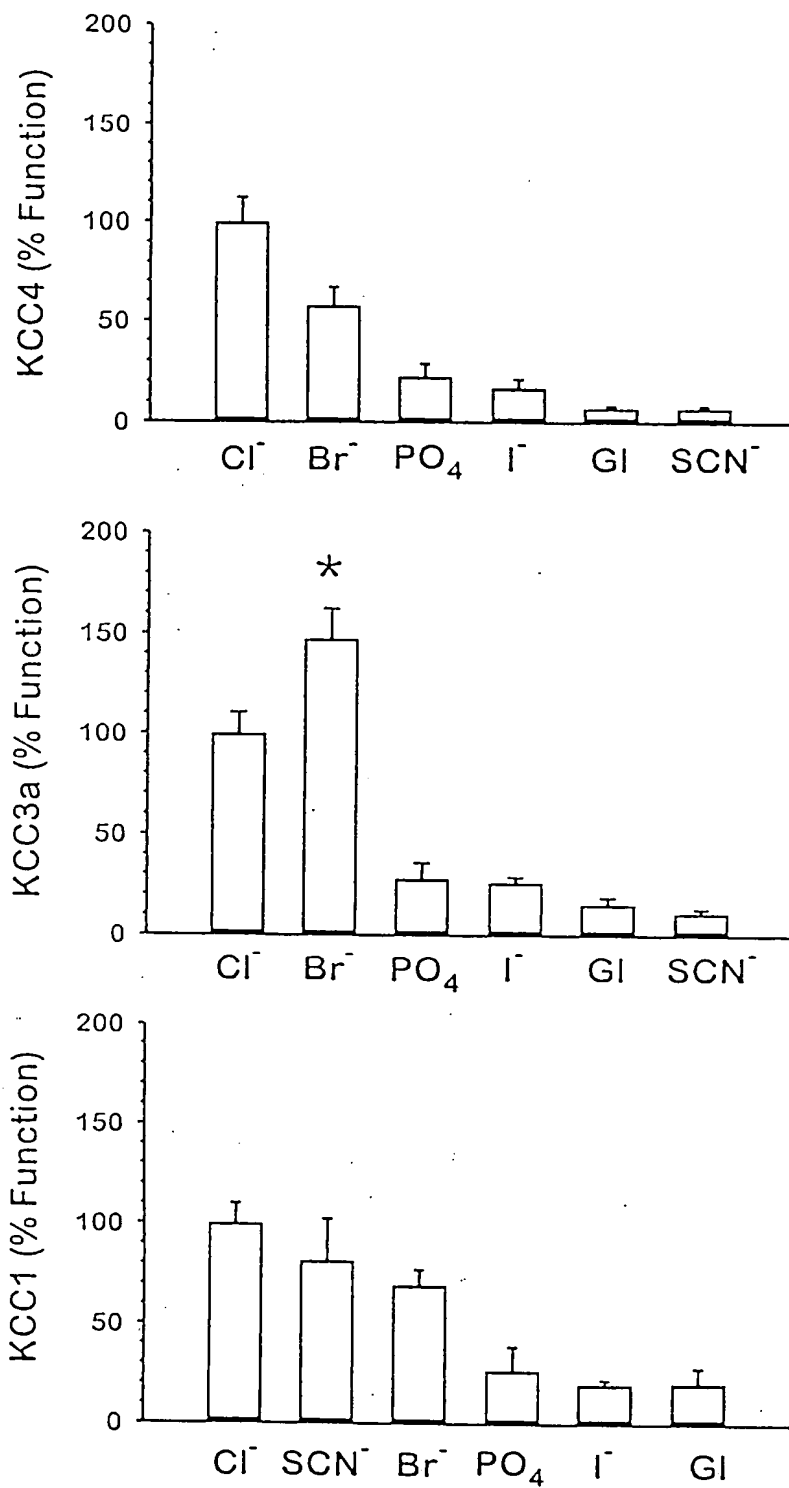 KCC4 (% Function)
200
150
100
50
0
Cl⁻ Br⁻ PO₄ I⁻ Gl SCN⁻
KCC3a (% Function)
200
150
100
50
0
*
Cl⁻ Br⁻ PO₄ I⁻ Gl SCN⁻
KCC1 (% Function)
200
150
100
50
0
Cl⁻ SCN⁻ Br⁻ PO₄ I⁻ Gl